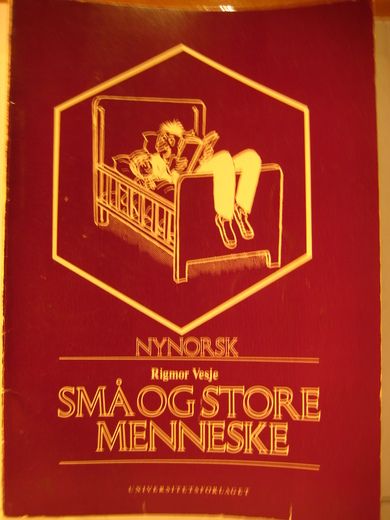 NYNORSK
Rigmor Vesje
SMÅ OG STORE
MENNESKE
UNIVERSITETSFORLAGET